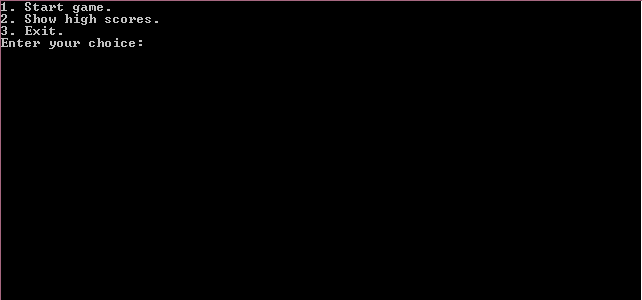 1. Start game.
2. Show high scores.
3. Exit.
Enter your choice: